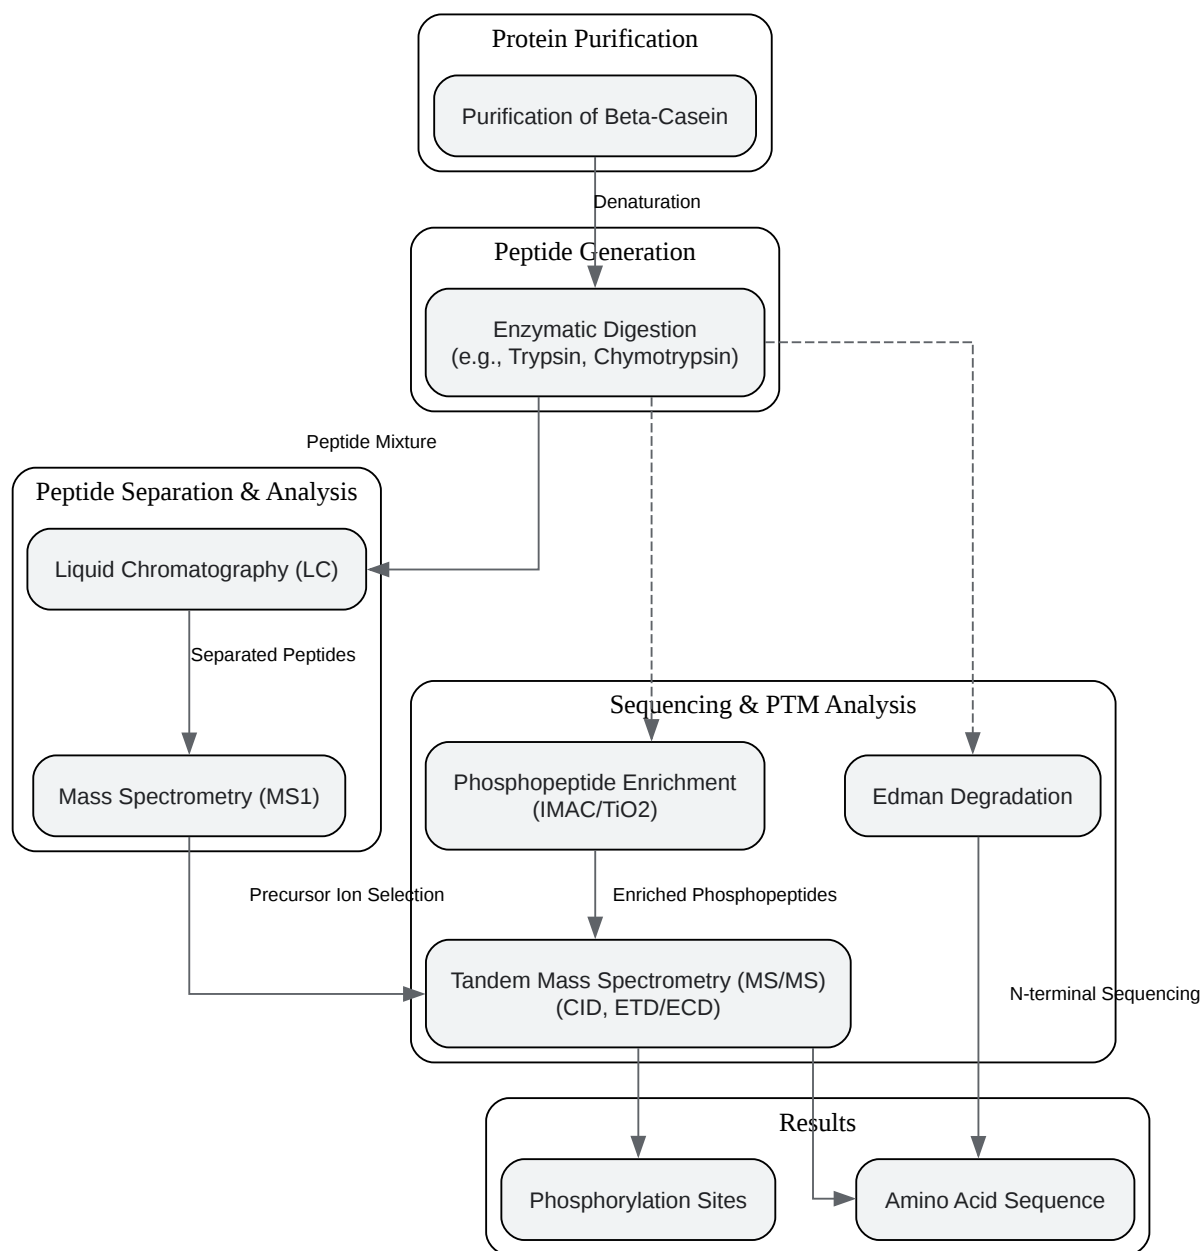 Protein Purification
Purification of Beta-Casein
Denaturation
Peptide Generation
Enzymatic Digestion
(e.g., Trypsin, Chymotrypsin)
Peptide Mixture
Peptide Separation & Analysis
Liquid Chromatography (LC)
Separated Peptides
Mass Spectrometry (MS1)
Precursor Ion Selection
Sequencing & PTM Analysis
Phosphopeptide Enrichment
(IMAC/TiO2)
Edman Degradation
Enriched Phosphopeptides
Tandem Mass Spectrometry (MS/MS)
(CID, ETD/ECD)
N-terminal Sequencing
Results
Phosphorylation Sites
Amino Acid Sequence